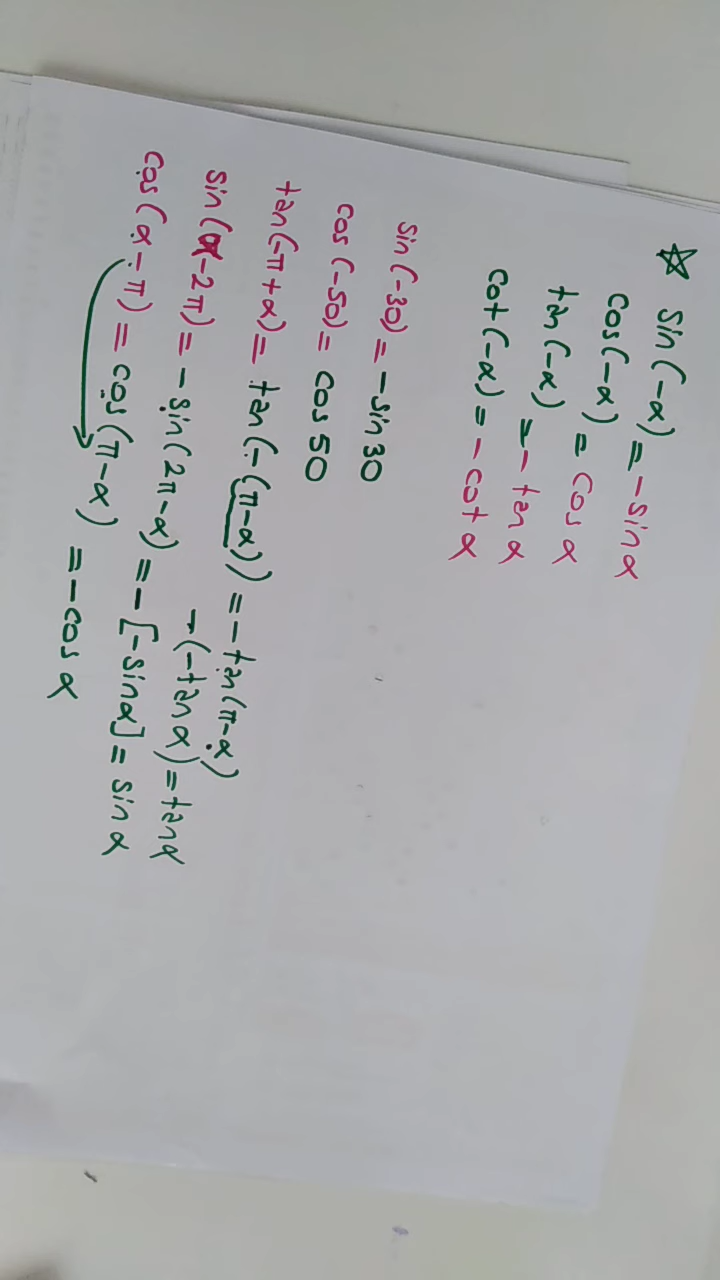 ☆ Sin(-α) = -Sin α
Cos(-α) = Cos α
tan(-α) = - tan α
Cot(-α) = -cot α
Sin(-30) = -Sin 30
Cos(-50) = Cos 50
tan(-π+α) = tan(-(π-α)) = -tan(π-α)
-(-tan α) = tan α
Sin(α-2π) = -Sin(2π-α) = -[-Sin α] = Sin α
Cos(α-π) = Cos(π-α) = -Cos α